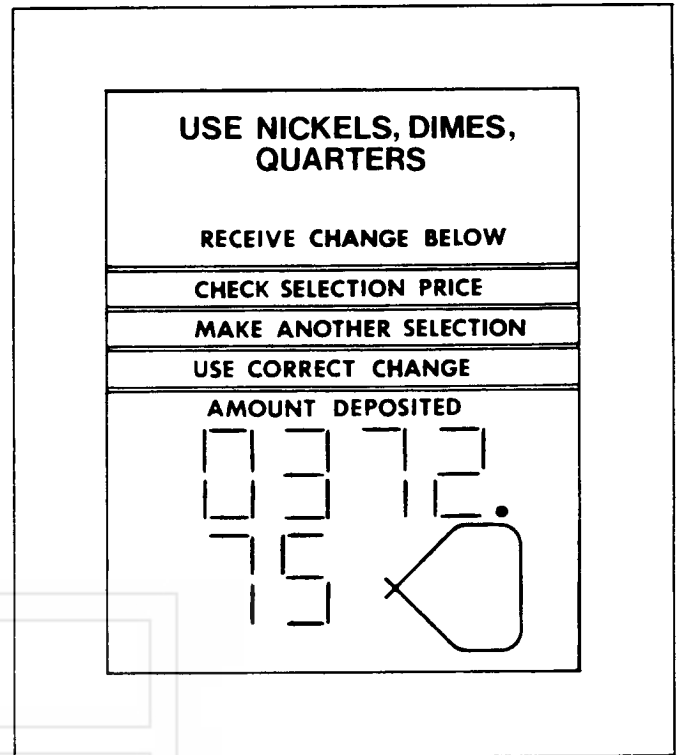 USE NICKELS, DIMES,
QUARTERS
RECEIVE CHANGE BELOW
CHECK SELECTION PRICE
MAKE ANOTHER SELECTION
USE CORRECT CHANGE
AMOUNT DEPOSITED
0372.
75